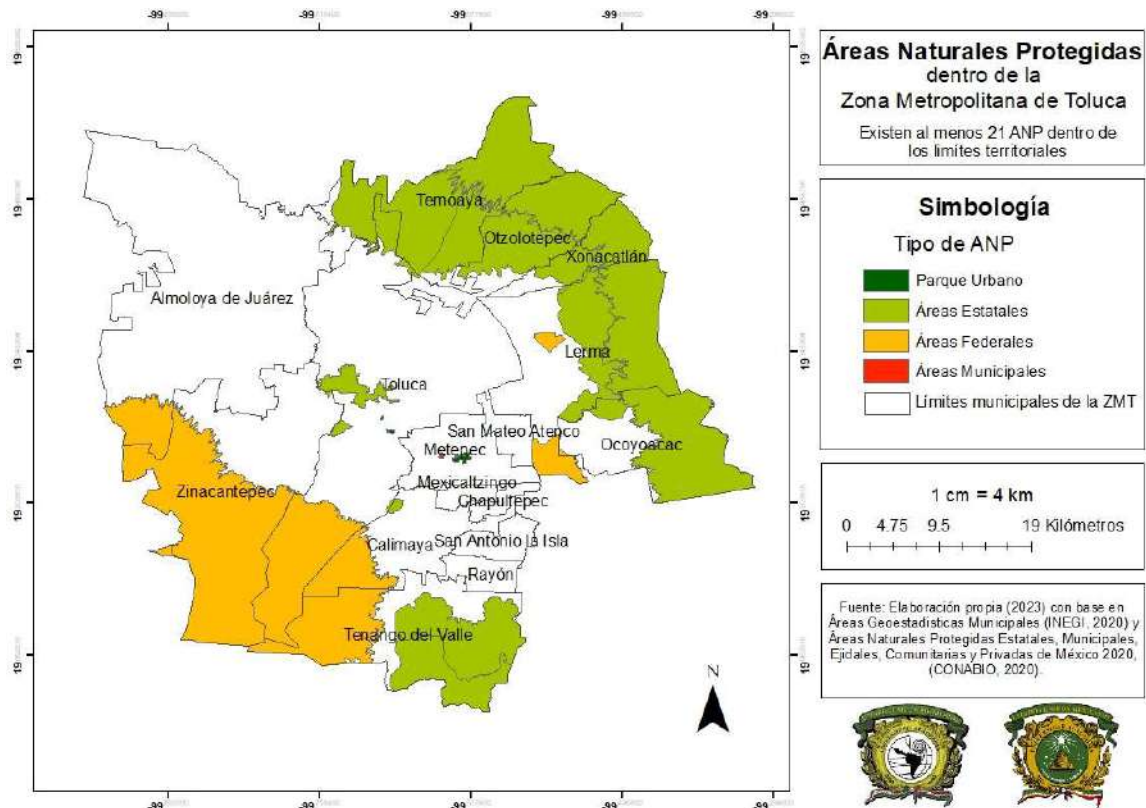 Áreas Naturales Protegidas
dentro de la
Zona Metropolitana de Toluca
Existen al menos 21 ANP dentro de
los limites territoriales
Simbología
Tipo de ANP
Parque Urbano
Áreas Estatales
Áreas Federales
Áreas Municipales
Límites municipales de la ZMT
1 cm = 4 km
0 4.75 9.5 19 Kilómetros
Fuente: Elaboración propia (2023) con base en
Áreas Geoestadísticas Municipales (INEGI, 2020) y
Áreas Naturales Protegidas Estatales, Municipales,
Ejidales, Comunitarias y Privadas de México 2020,
(CONABIO, 2020).
Temoaya
Otzolotepec
Xonacatlán
Almoloya de Juárez
Lerma
Toluca
San Mateo Atenco
Ocoyoacac
Metepec
Zinacantepec
Mexicaltzingo
Chapultepec
Calimaya
San Antonio la Isla
Rayón
Tenango del Valle
N